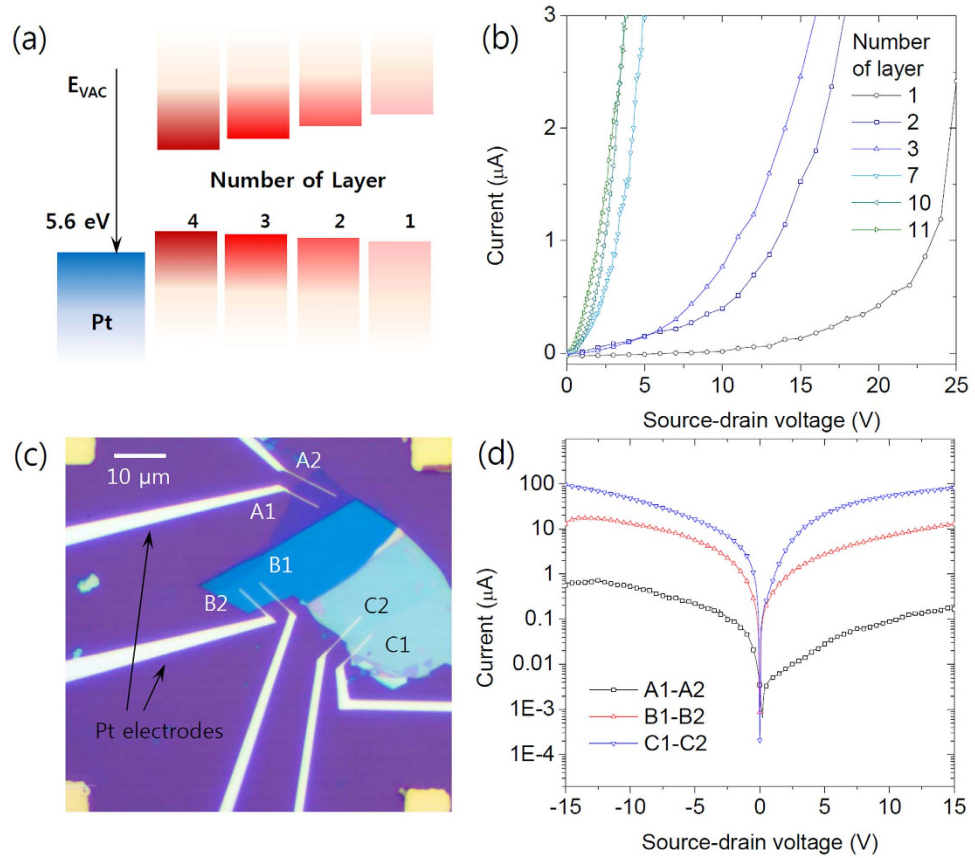 (a)
E_VAC
Number of Layer
5.6 eV
4
3
2
1
Pt
(b)
3
2
1
0
Current (μA)
Number
of layer
1
2
3
7
10
11
0
5
10
15
20
25
Source-drain voltage (V)
(c)
10 μm
A2
A1
B1
B2
C2
C1
Pt electrodes
(d)
100
10
1
0.1
0.01
1E-3
1E-4
Current (μA)
A1-A2
B1-B2
C1-C2
-15
-10
-5
0
5
10
15
Source-drain voltage (V)